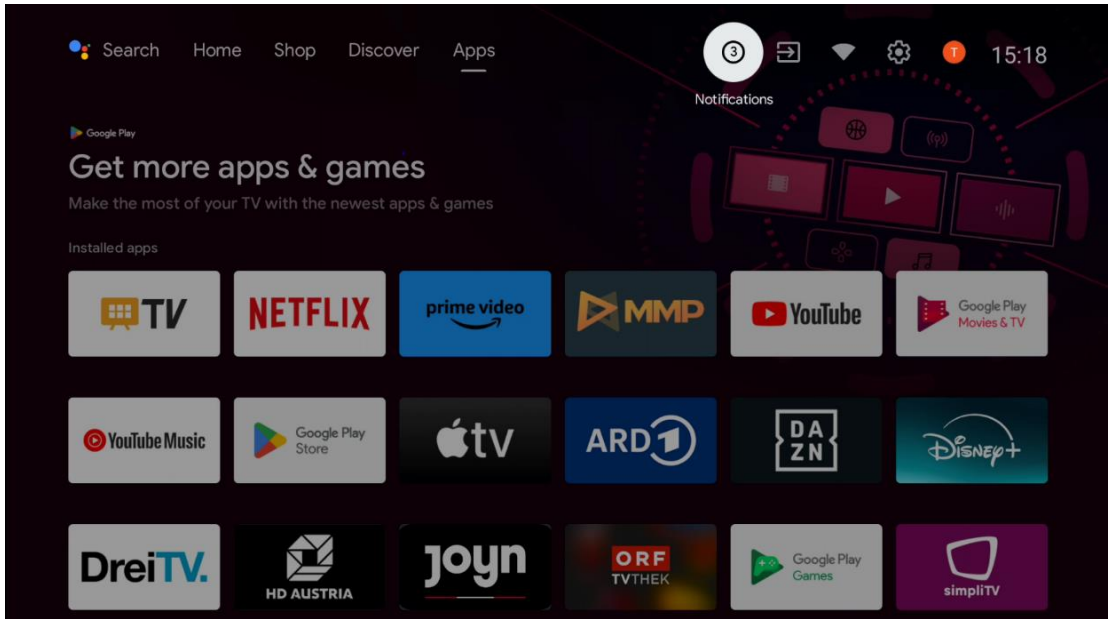 Search Home Shop Discover Apps 3 T 15:18
Notifications
Google Play
Get more apps & games
Make the most of your TV with the newest apps & games
Installed apps
TV NETFLIX prime video MMP YouTube Google Play
Movies & TV
YouTube Music Google Play
Store tv ARD 1 DA
ZN Disney+
DreiTV. HD AUSTRIA joyn ORF
TVTHEK Google Play
Games simpliTV